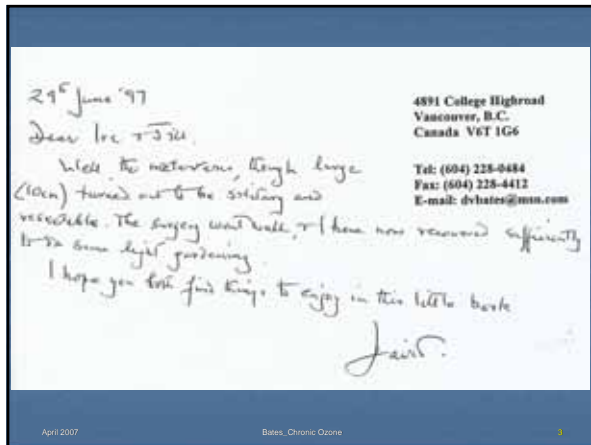 29th June '97
Dear Ira + Jill.
Well, the metastasis, though large
(10cm) turned out to be solitary and
resectable. The surgery went well, + I have now recovered sufficiently
to do some light gardening.
I hope you both find things to enjoy in this little book
David.
4891 College Highroad
Vancouver, B.C.
Canada V6T 1G6
Tel: (604) 228-0484
Fax: (604) 228-4412
E-mail: dvbates@msn.com
April 2007
Bates_Chronic Ozone
3